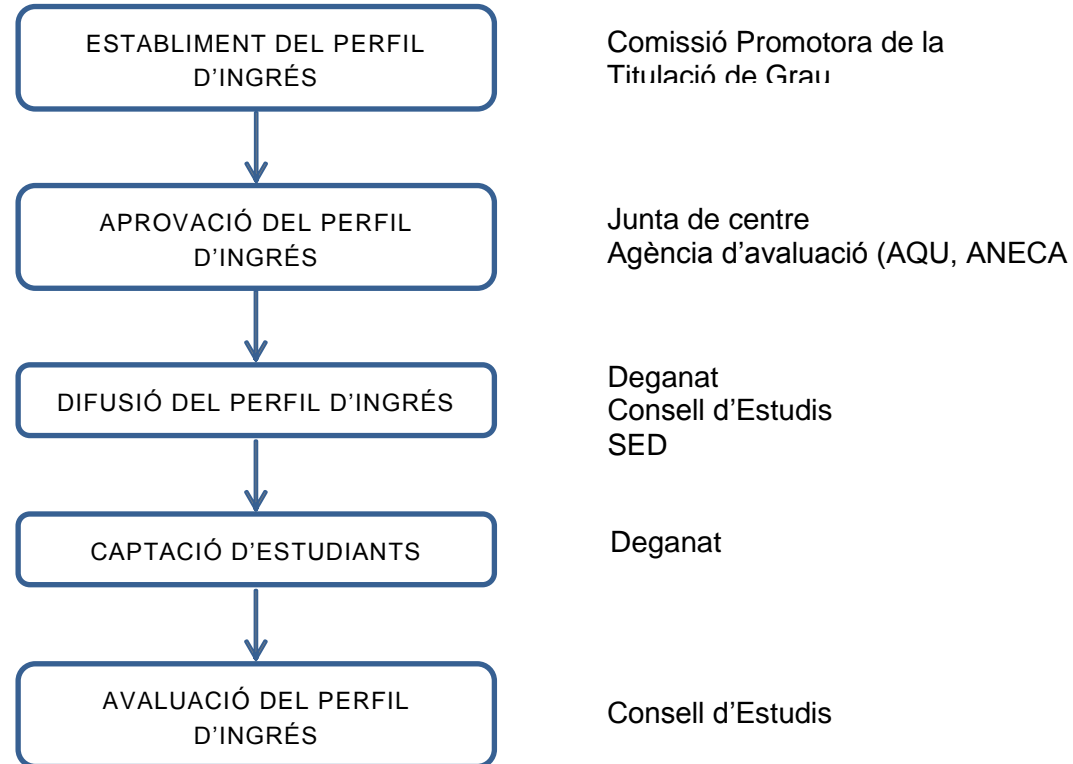 ESTABLIMENT DEL PERFIL
D’INGRÉS
Comissió Promotora de la
Titulació de Grau
APROVACIÓ DEL PERFIL
D’INGRÉS
Junta de centre
Agència d’avaluació (AQU, ANECA
DIFUSIÓ DEL PERFIL D’INGRÉS
Deganat
Consell d’Estudis
SED
CAPTACIÓ D’ESTUDIANTS
Deganat
AVALUACIÓ DEL PERFIL
D’INGRÉS
Consell d’Estudis